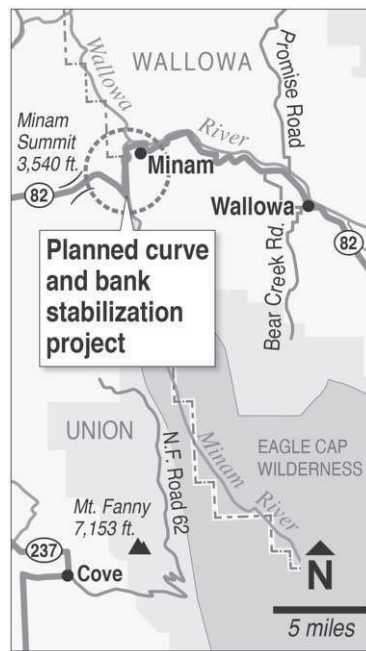 WALLOWA
Wallowa
Promise Road
Minam
Summit
3,540 ft.
River
Minam
82
Wallowa
82
Bear Creek Rd.
Planned curve
and bank
stabilization
project
UNION
N.F. Road 62
Minam
River
EAGLE CAP
WILDERNESS
Mt. Fanny
7,153 ft.
237
Cove
N
5 miles